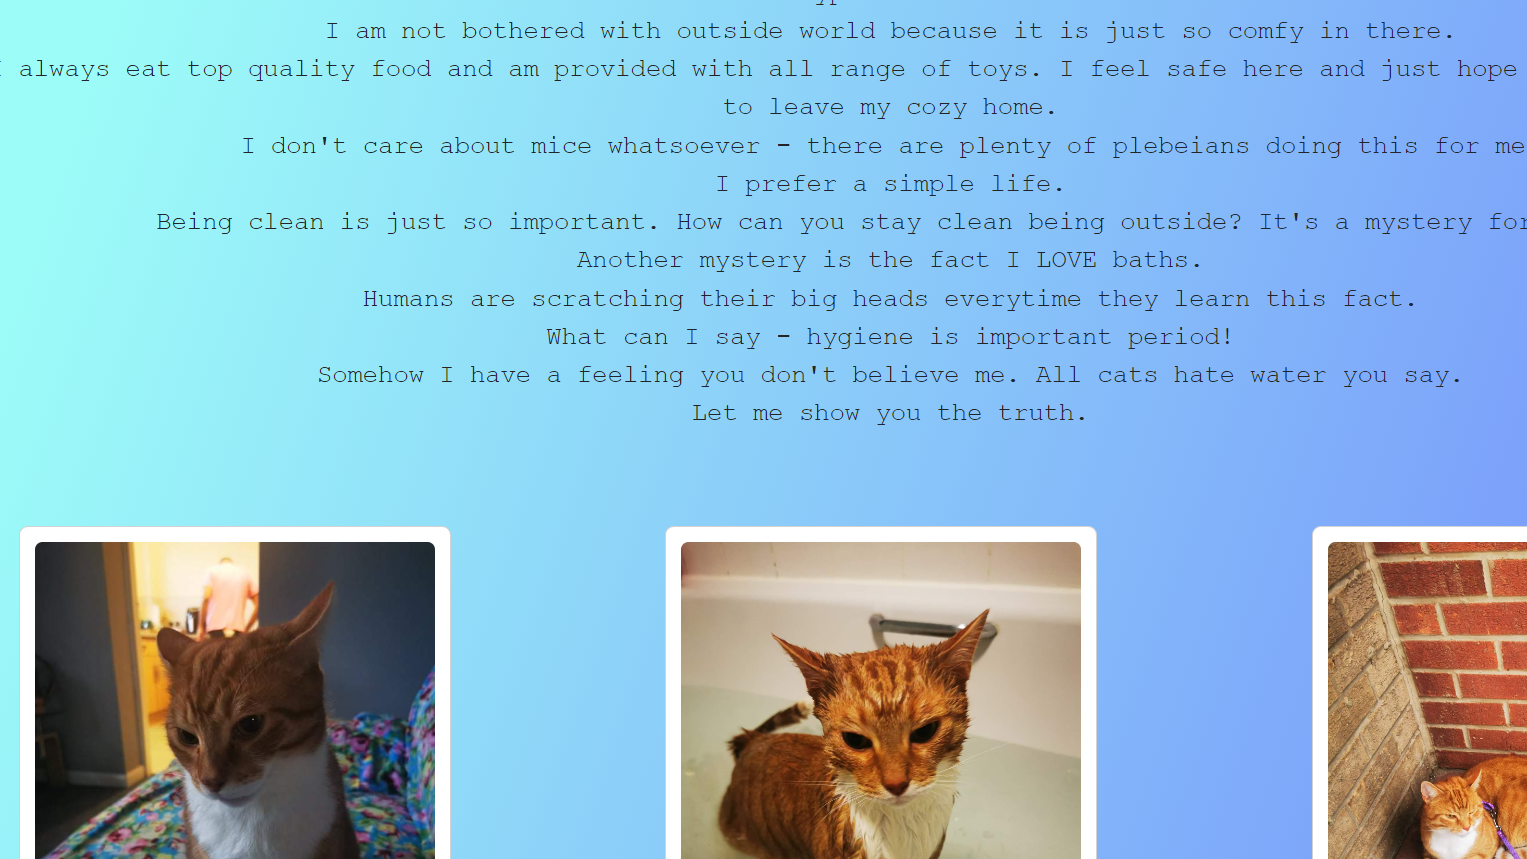 I am not bothered with outside world because it is just so comfy in there.
always eat top quality food and am provided with all range of toys. I feel safe here and just hope
to leave my cozy home.
I don't care about mice whatsoever - there are plenty of plebeians doing this for me
I prefer a simple life.
Being clean is just so important. How can you stay clean being outside? It's a mystery for
Another mystery is the fact I LOVE baths.
Humans are scratching their big heads everytime they learn this fact.
What can I say - hygiene is important period!
Somehow I have a feeling you don't believe me. All cats hate water you say.
Let me show you the truth.